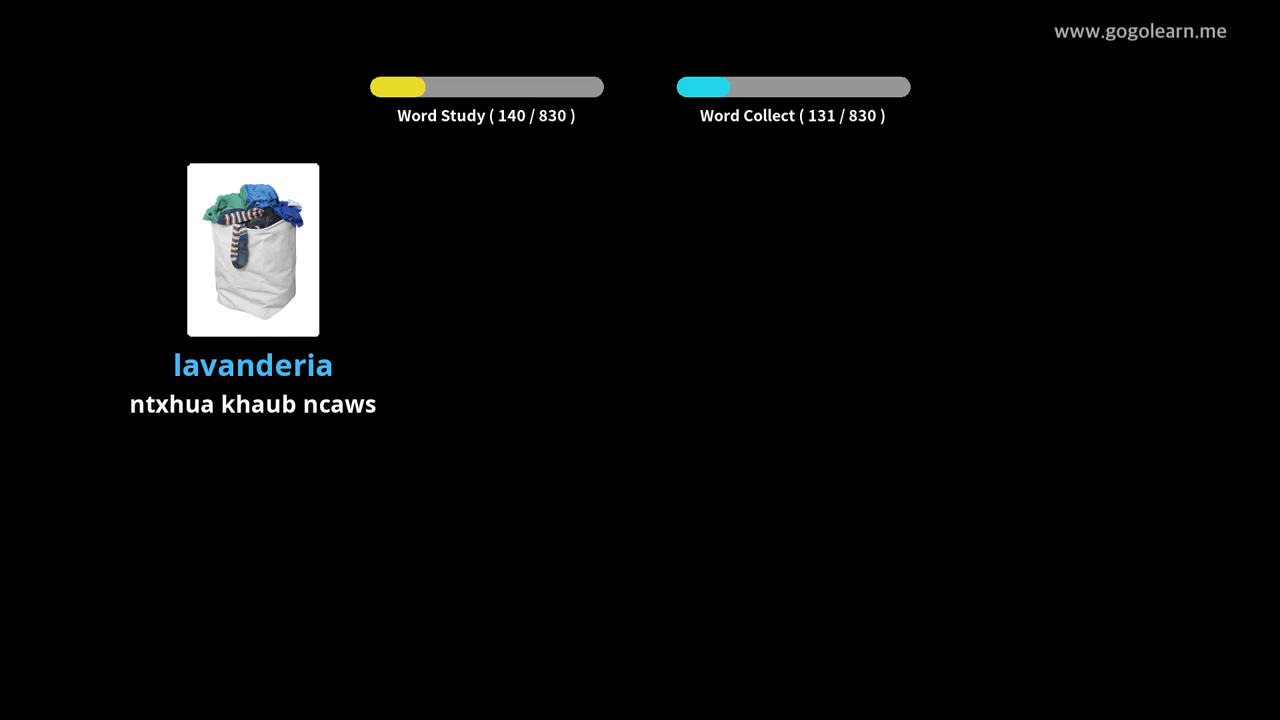 www.gogolearn.me
Word Study ( 140 / 830 )
Word Collect ( 131 / 830 )
lavanderia
ntxhua khaub ncaws